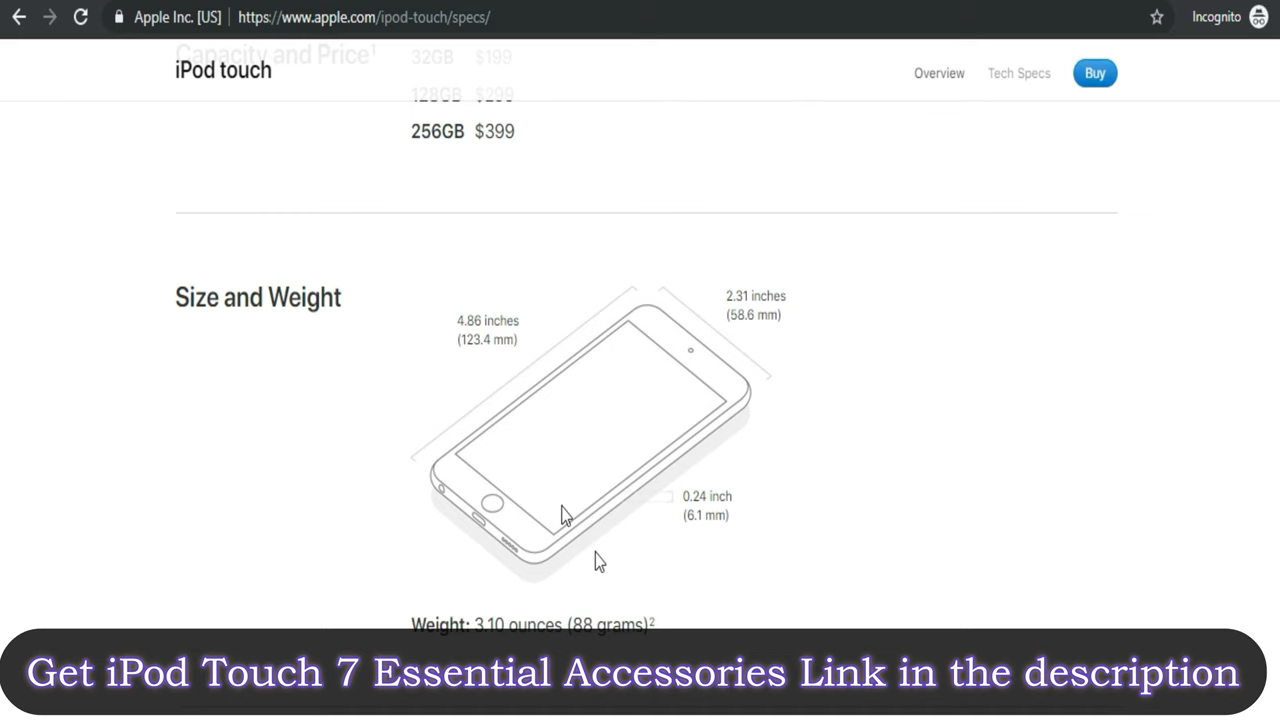 Apple Inc. [US] https://www.apple.com/ipod-touch/specs/ Incognito
Capacity and Price¹ 32GB $199
iPod touch Overview Tech Specs Buy
128GB $299
256GB $399
Size and Weight
2.31 inches
(58.6 mm)
4.86 inches
(123.4 mm)
0.24 inch
(6.1 mm)
Weight: 3.10 ounces (88 grams)²
Get iPod Touch 7 Essential Accessories Link in the description